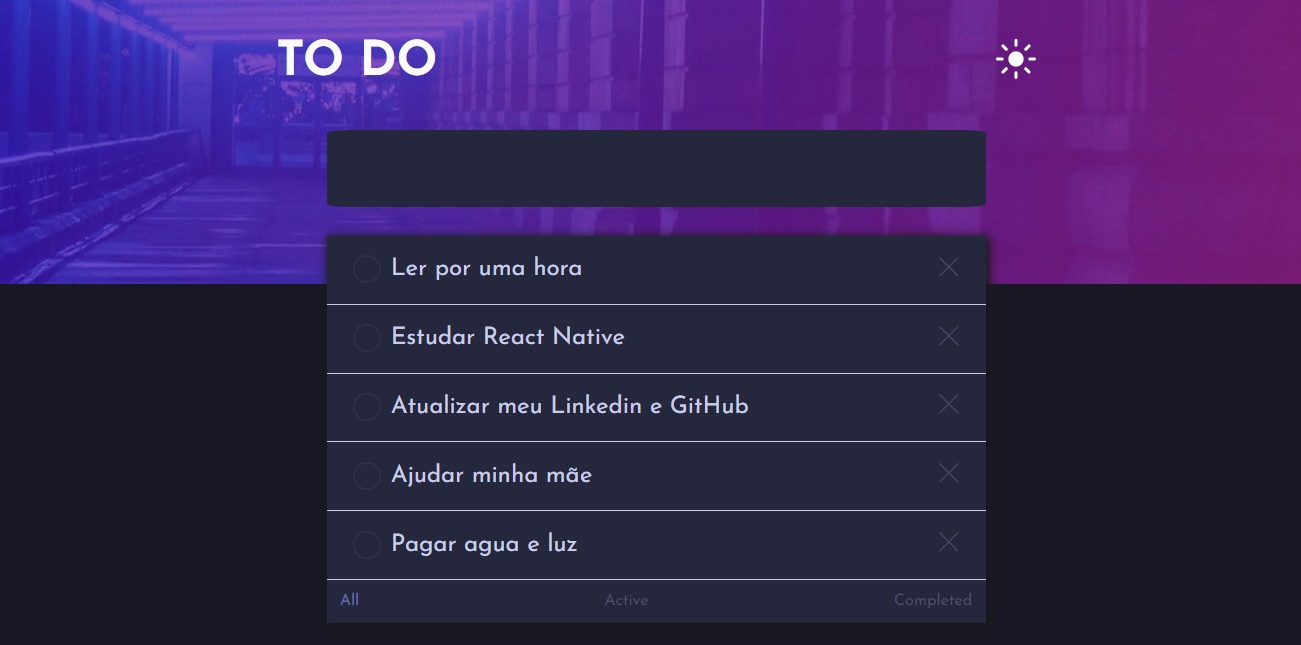 TO DO
Ler por uma hora
Estudar React Native
Atualizar meu Linkedin e GitHub
Ajudar minha mãe
Pagar agua e luz
All Active Completed